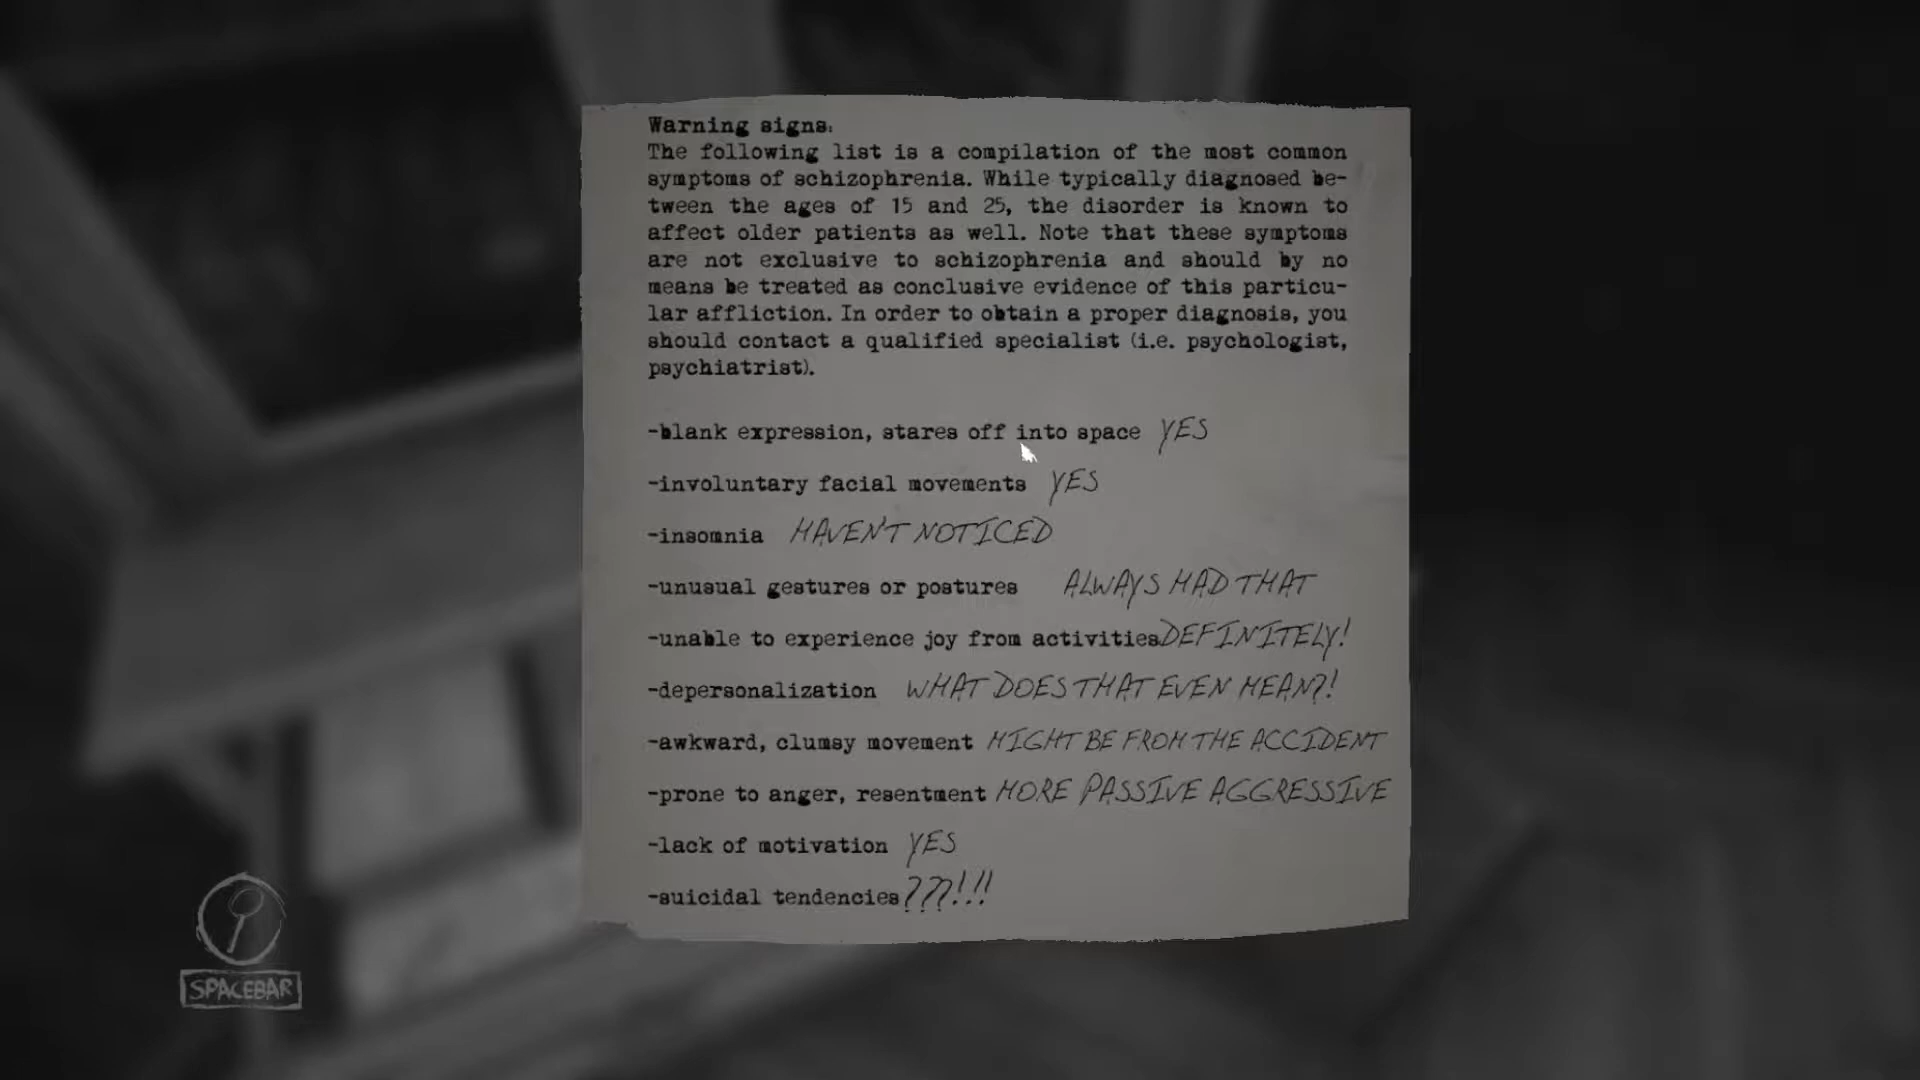 Warning signs:
The following list is a compilation of the most common
symptoms of schizophrenia. While typically diagnosed be-
tween the ages of 15 and 25, the disorder is known to
affect older patients as well. Note that these symptoms
are not exclusive to schizophrenia and should by no
means be treated as conclusive evidence of this particu-
lar affliction. In order to obtain a proper diagnosis, you
should contact a qualified specialist (i.e. psychologist,
psychiatrist).
-blank expression, stares off into space YES
-involuntary facial movements YES
-insomnia HAVEN'T NOTICED
-unusual gestures or postures ALWAYS HAD THAT
-unable to experience joy from activities DEFINITELY!
-depersonalization WHAT DOES THAT EVEN MEAN?!
-awkward, clumsy movement MIGHT BE FROM THE ACCIDENT
-prone to anger, resentment MORE PASSIVE AGGRESSIVE
-lack of motivation YES
-suicidal tendencies ???!!!
SPACEBAR